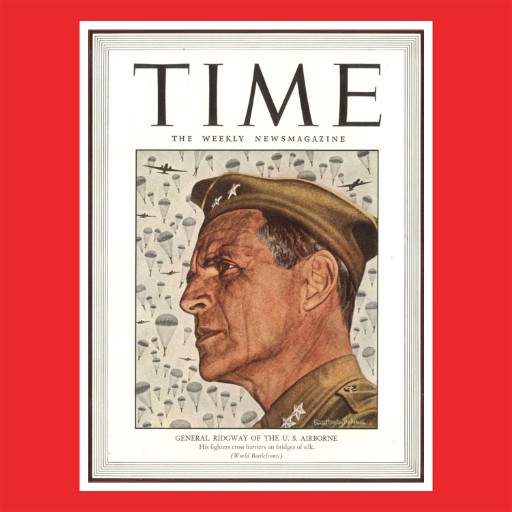 TIME
THE WEEKLY NEWSMAGAZINE
GENERAL RIDGWAY OF THE U. S. AIRBORNE
His fighters cross barriers on bridges of silk.
(World Battlefronts)